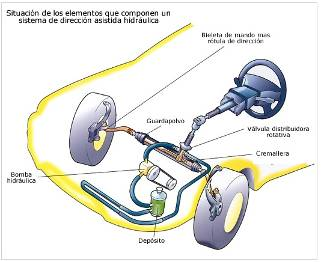 Situación de los elementos que componen un
sistema de dirección asistida hidráulica
Bieleta de mando mas
rótula de dirección
Guardapolvo
Válvula distribuidora
rotativa
Cremallera
Bomba
hidráulica
Depósito